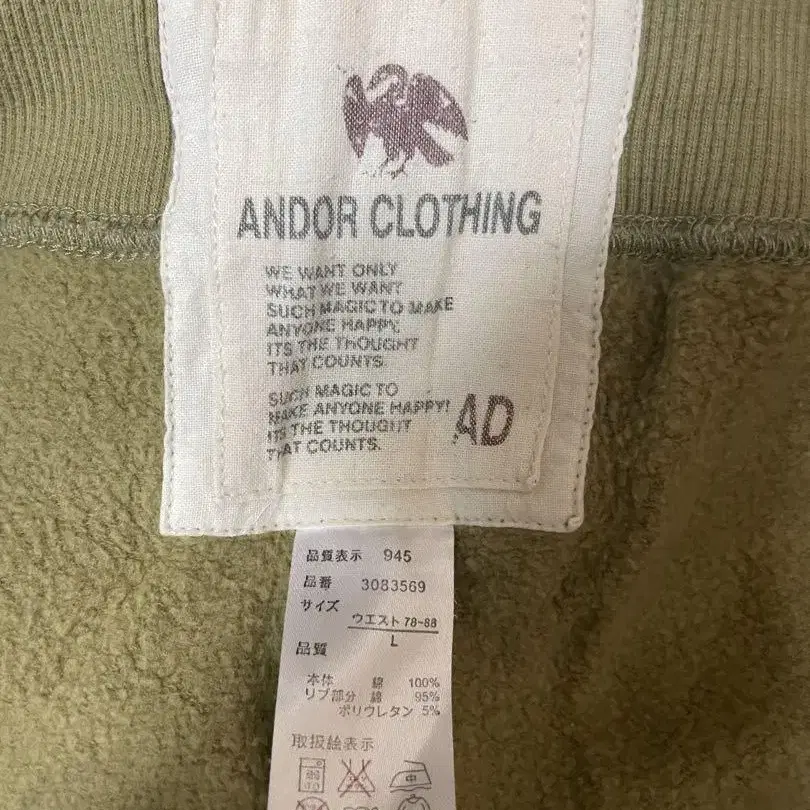 ANDOR CLOTHING
WE WANT ONLY
WHAT WE WANT
SUCH MAGIC TO MAKE
ANYONE HAPPY.
ITS THE THOUGHT
THAT COUNTS.
SUCH MAGIC TO
MAKE ANYONE HAPPY!
ITS THE THOUGHT
THAT COUNTS.
AD
品質表示 945
品番 3083569
サイズ
ウエスト 78~88
L
品質
本体 綿 100%
リブ部分 綿 95%
ポリウレタン 5%
取扱絵表示
中